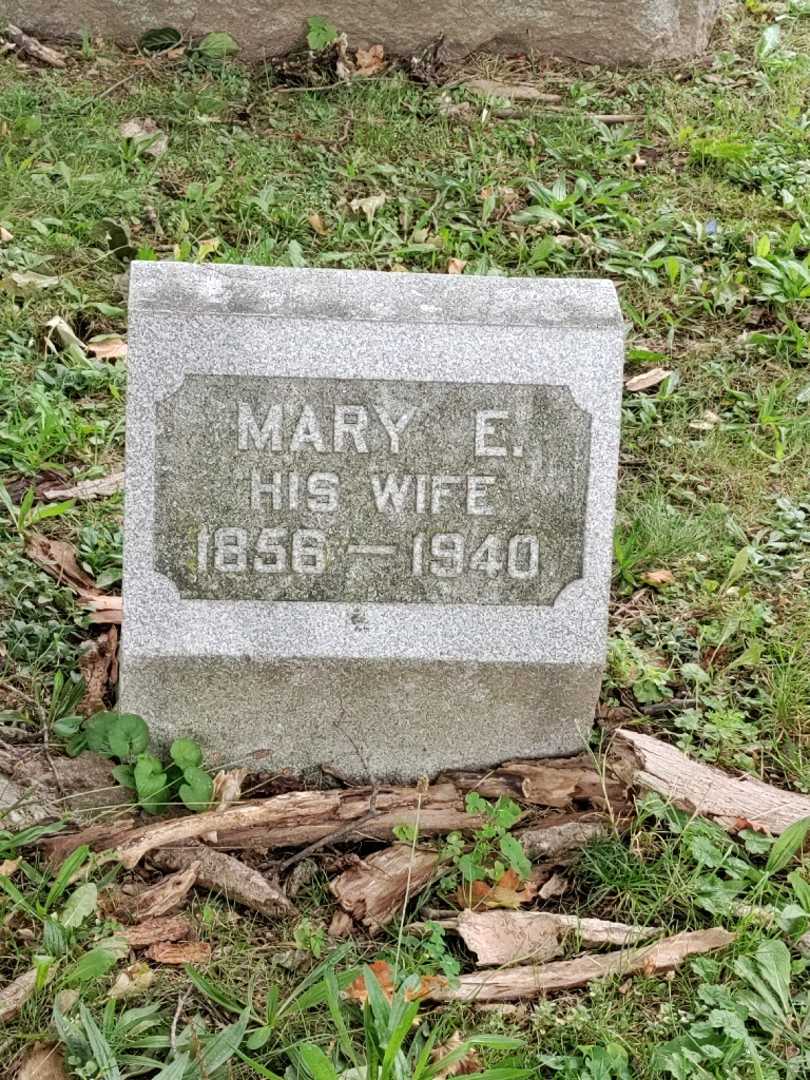 MARY E.
HIS WIFE
1856 — 1940